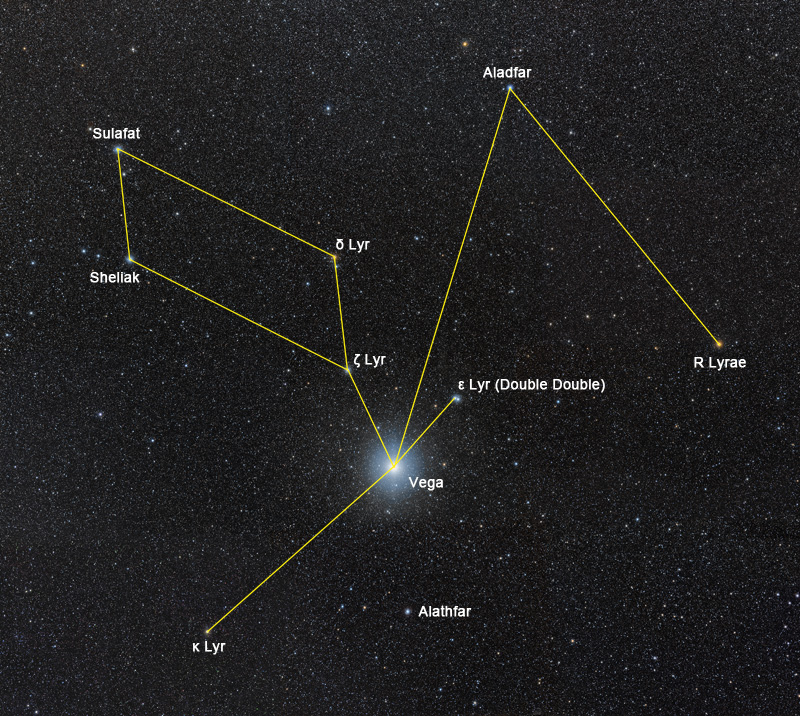 Aladfar
Sulafat
δ Lyr
Sheliak
ζ Lyr
R Lyrae
ε Lyr (Double Double)
Vega
Alathfar
κ Lyr